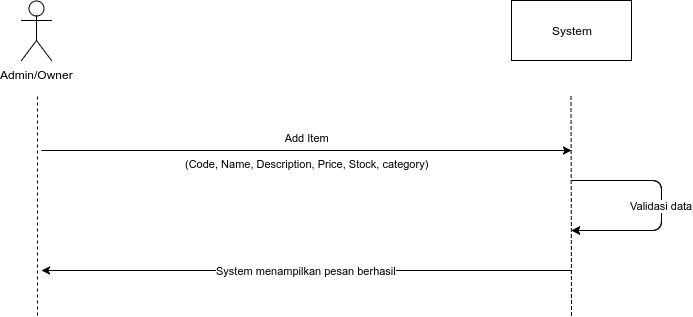 Admin/Owner
System
Add Item
(Code, Name, Description, Price, Stock, category)
Validasi data
System menampilkan pesan berhasil